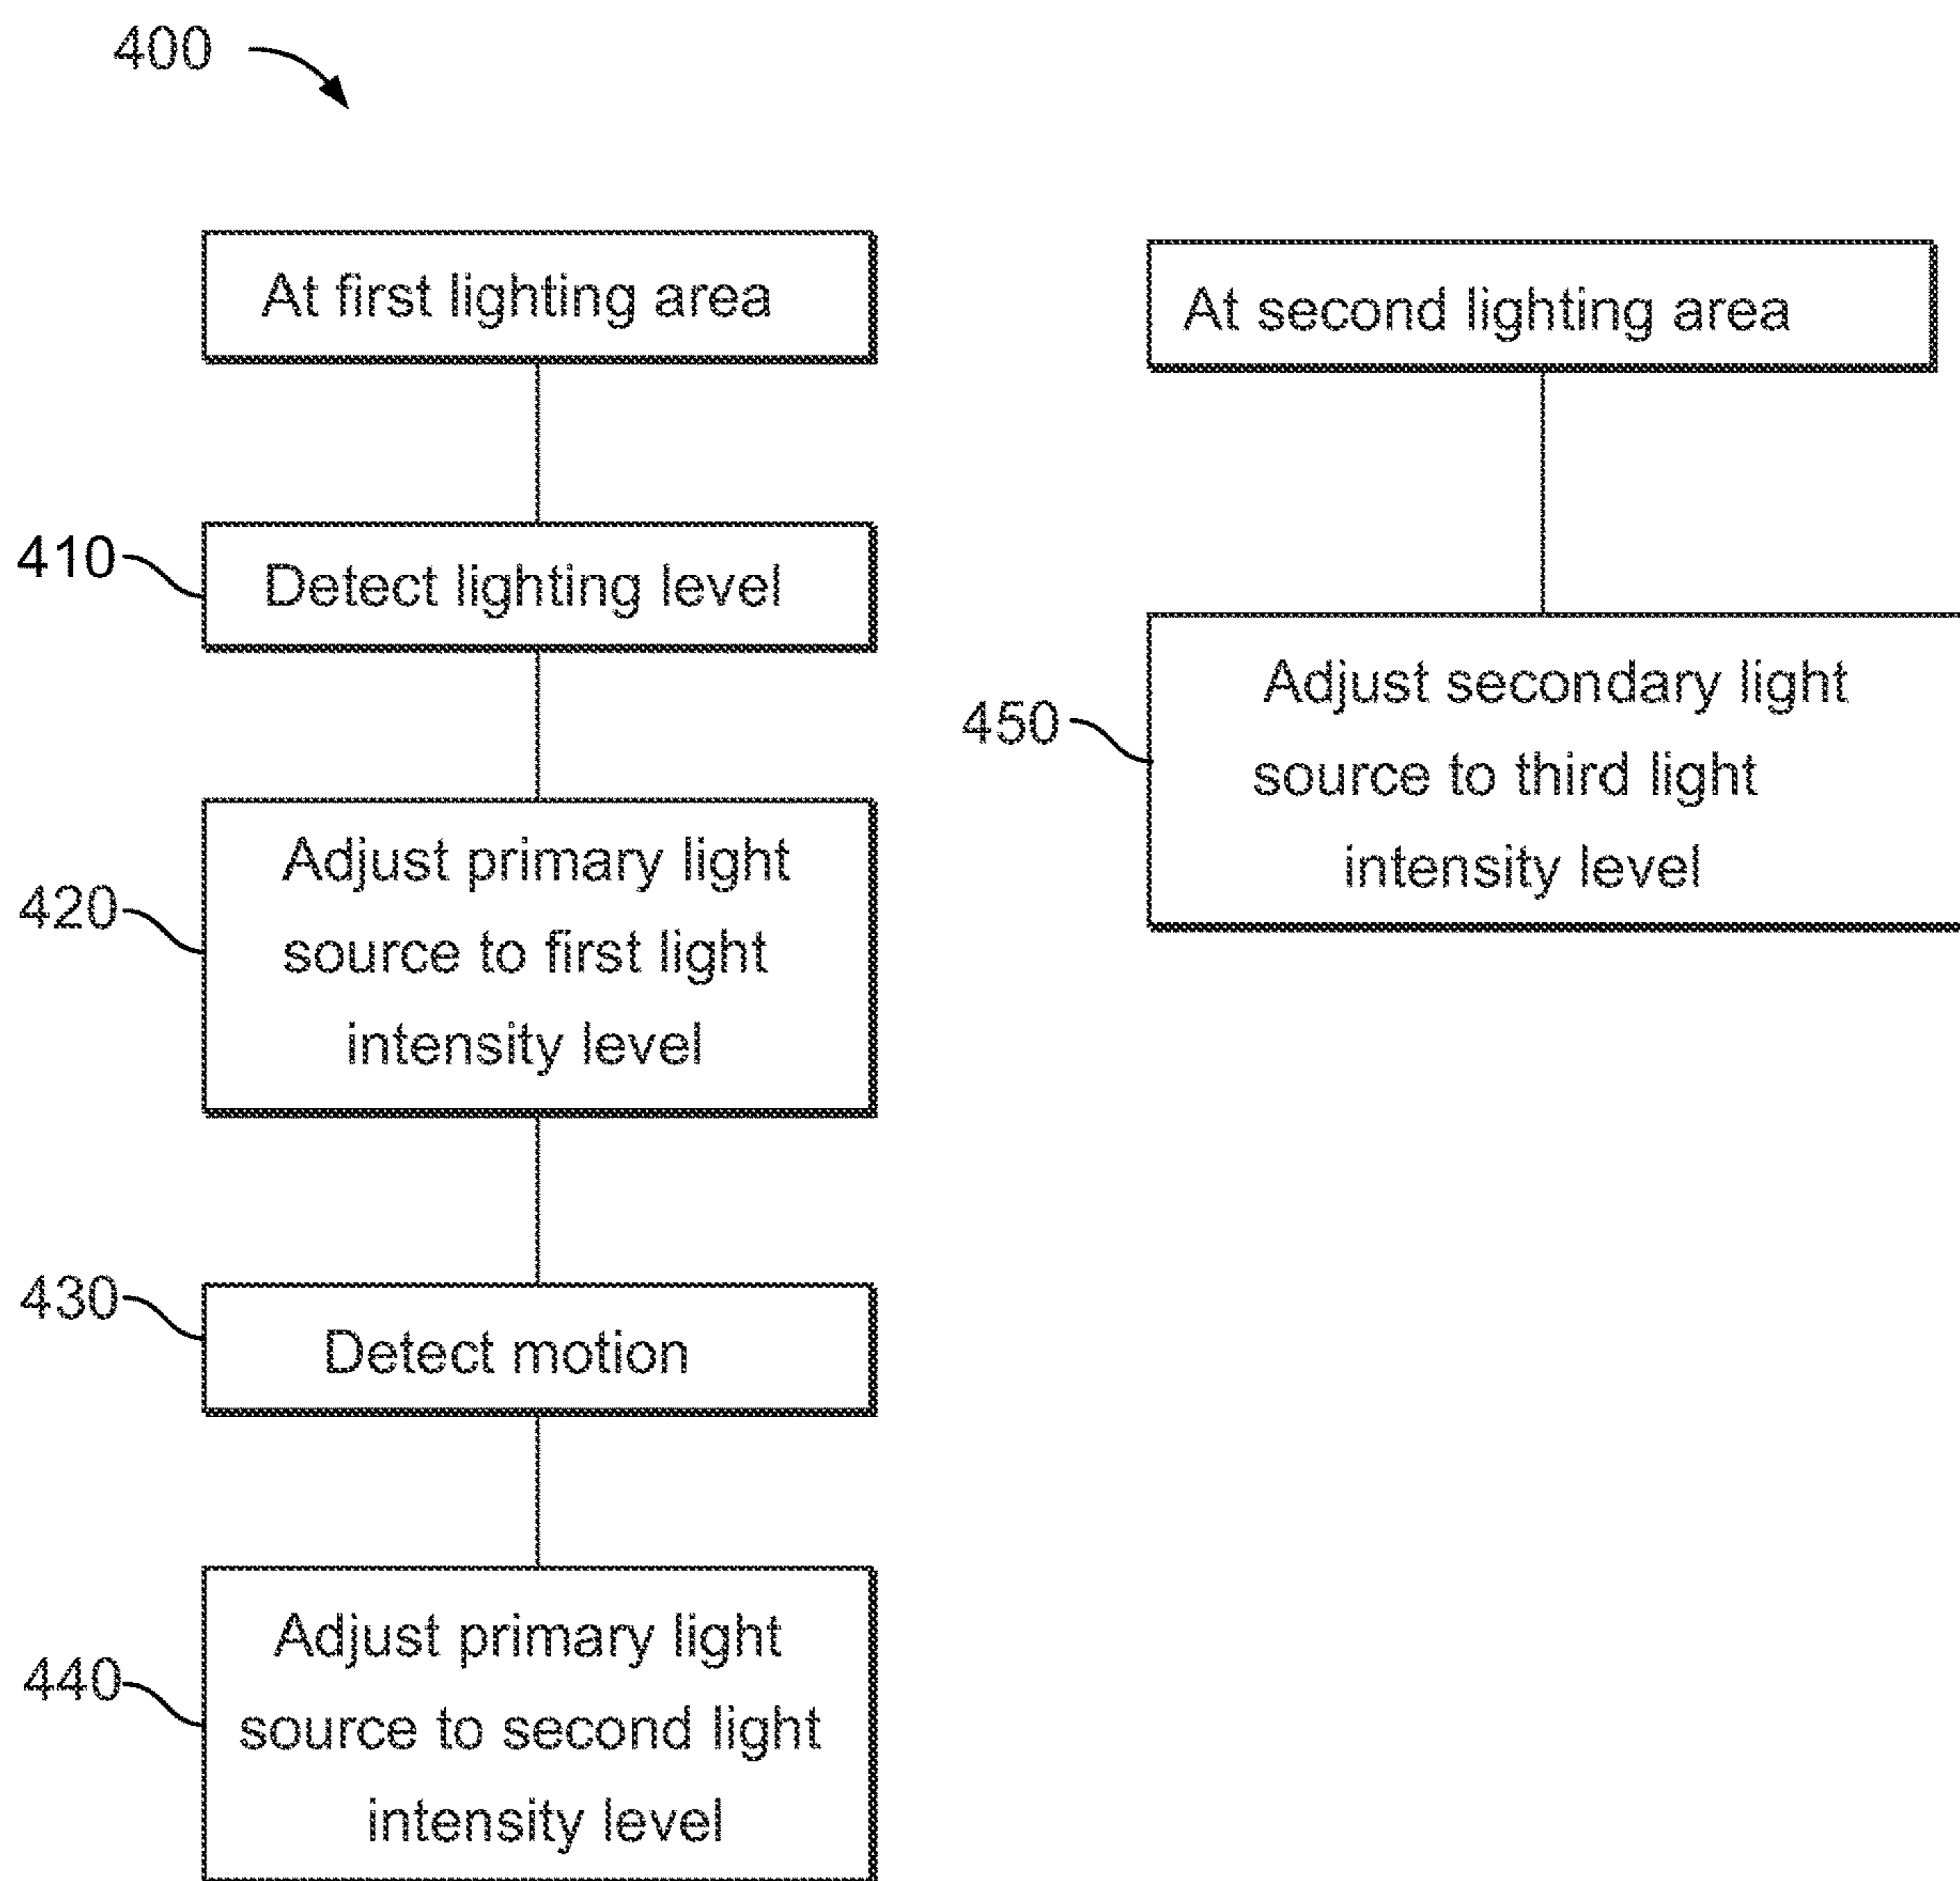 400
At first lighting area
410
Detect lighting level
420
Adjust primary light
source to first light
intensity level
430
Detect motion
440
Adjust primary light
source to second light
intensity level
At second lighting area
450
Adjust secondary light
source to third light
intensity level